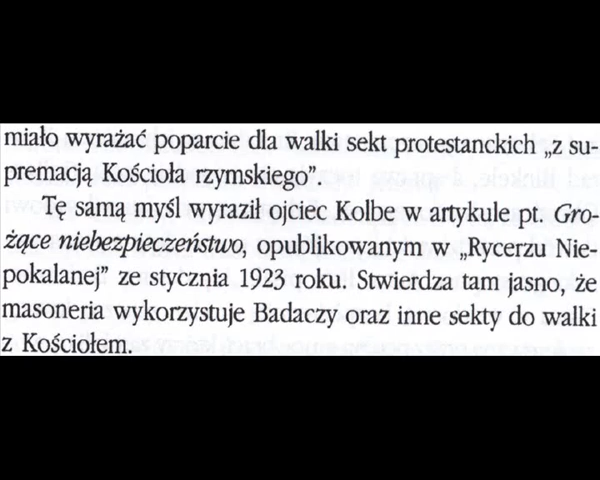 miało wyrażać poparcie dla walki sekt protestanckich „z su-
premacją Kościoła rzymskiego”.
Tę samą myśl wyraził ojciec Kolbe w artykule pt. Gro-
żące niebezpieczeństwo, opublikowanym w „Rycerzu Nie-
pokalanej” ze stycznia 1923 roku. Stwierdza tam jasno, że
masoneria wykorzystuje Badaczy oraz inne sekty do walki
z Kościołem.